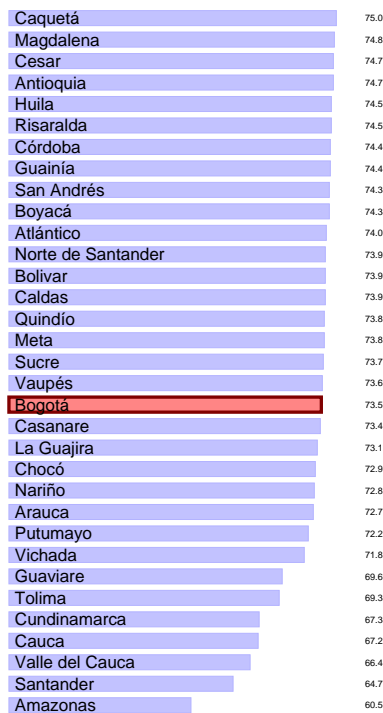 Caquetá 75.0
Magdalena 74.8
Cesar 74.7
Antioquia 74.7
Huila 74.5
Risaralda 74.5
Córdoba 74.4
Guainía 74.4
San Andrés 74.3
Boyacá 74.3
Atlántico 74.0
Norte de Santander 73.9
Bolivar 73.9
Caldas 73.9
Quindío 73.8
Meta 73.8
Sucre 73.7
Vaupés 73.6
Bogotá 73.5
Casanare 73.4
La Guajira 73.1
Chocó 72.9
Nariño 72.8
Arauca 72.7
Putumayo 72.2
Vichada 71.8
Guaviare 69.6
Tolima 69.3
Cundinamarca 67.3
Cauca 67.2
Valle del Cauca 66.4
Santander 64.7
Amazonas 60.5